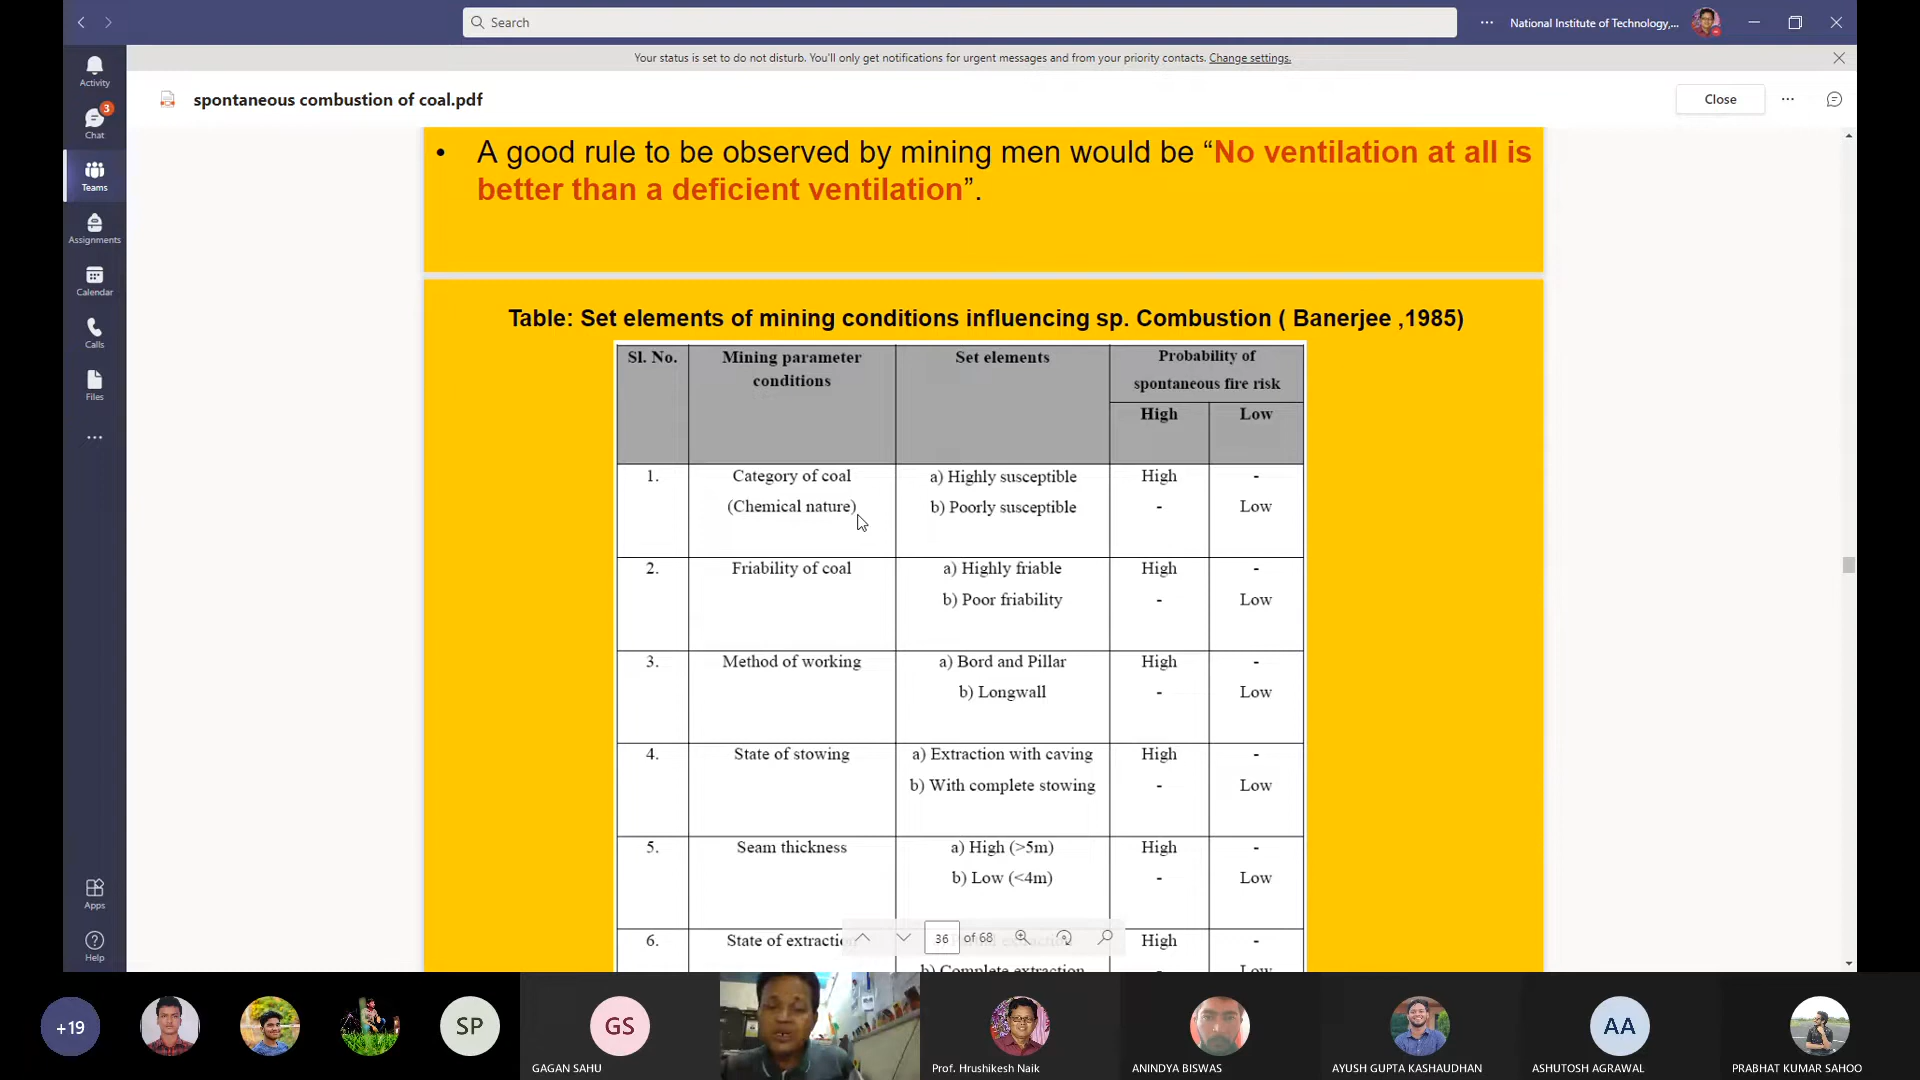 Search
National Institute of Technology,...
Your status is set to do not disturb. You'll only get notifications for urgent messages and from your priority contacts. Change settings.
Activity
3
Chat
Teams
Assignments
Calendar
Calls
Files
Apps
Help
spontaneous combustion of coal.pdf
Close
• A good rule to be observed by mining men would be “No ventilation at all is
better than a deficient ventilation”.
Table: Set elements of mining conditions influencing sp. Combustion ( Banerjee ,1985)
Sl. No. Mining parameter conditions Set elements Probability of spontaneous fire risk
High Low
1. Category of coal a) Highly susceptible High -
(Chemical nature) b) Poorly susceptible - Low
2. Friability of coal a) Highly friable High -
b) Poor friability - Low
3. Method of working a) Bord and Pillar High -
b) Longwall - Low
4. State of stowing a) Extraction with caving High -
b) With complete stowing - Low
5. Seam thickness a) High (>5m) High -
b) Low (<4m) - Low
6. State of extraction High -
b) Complete extraction - Low
36 of 68
+19
SP
GS
GAGAN SAHU
Prof. Hrushikesh Naik
ANINDYA BISWAS
AYUSH GUPTA KASHAUDHAN
AA
ASHUTOSH AGRAWAL
PRABHAT KUMAR SAHOO